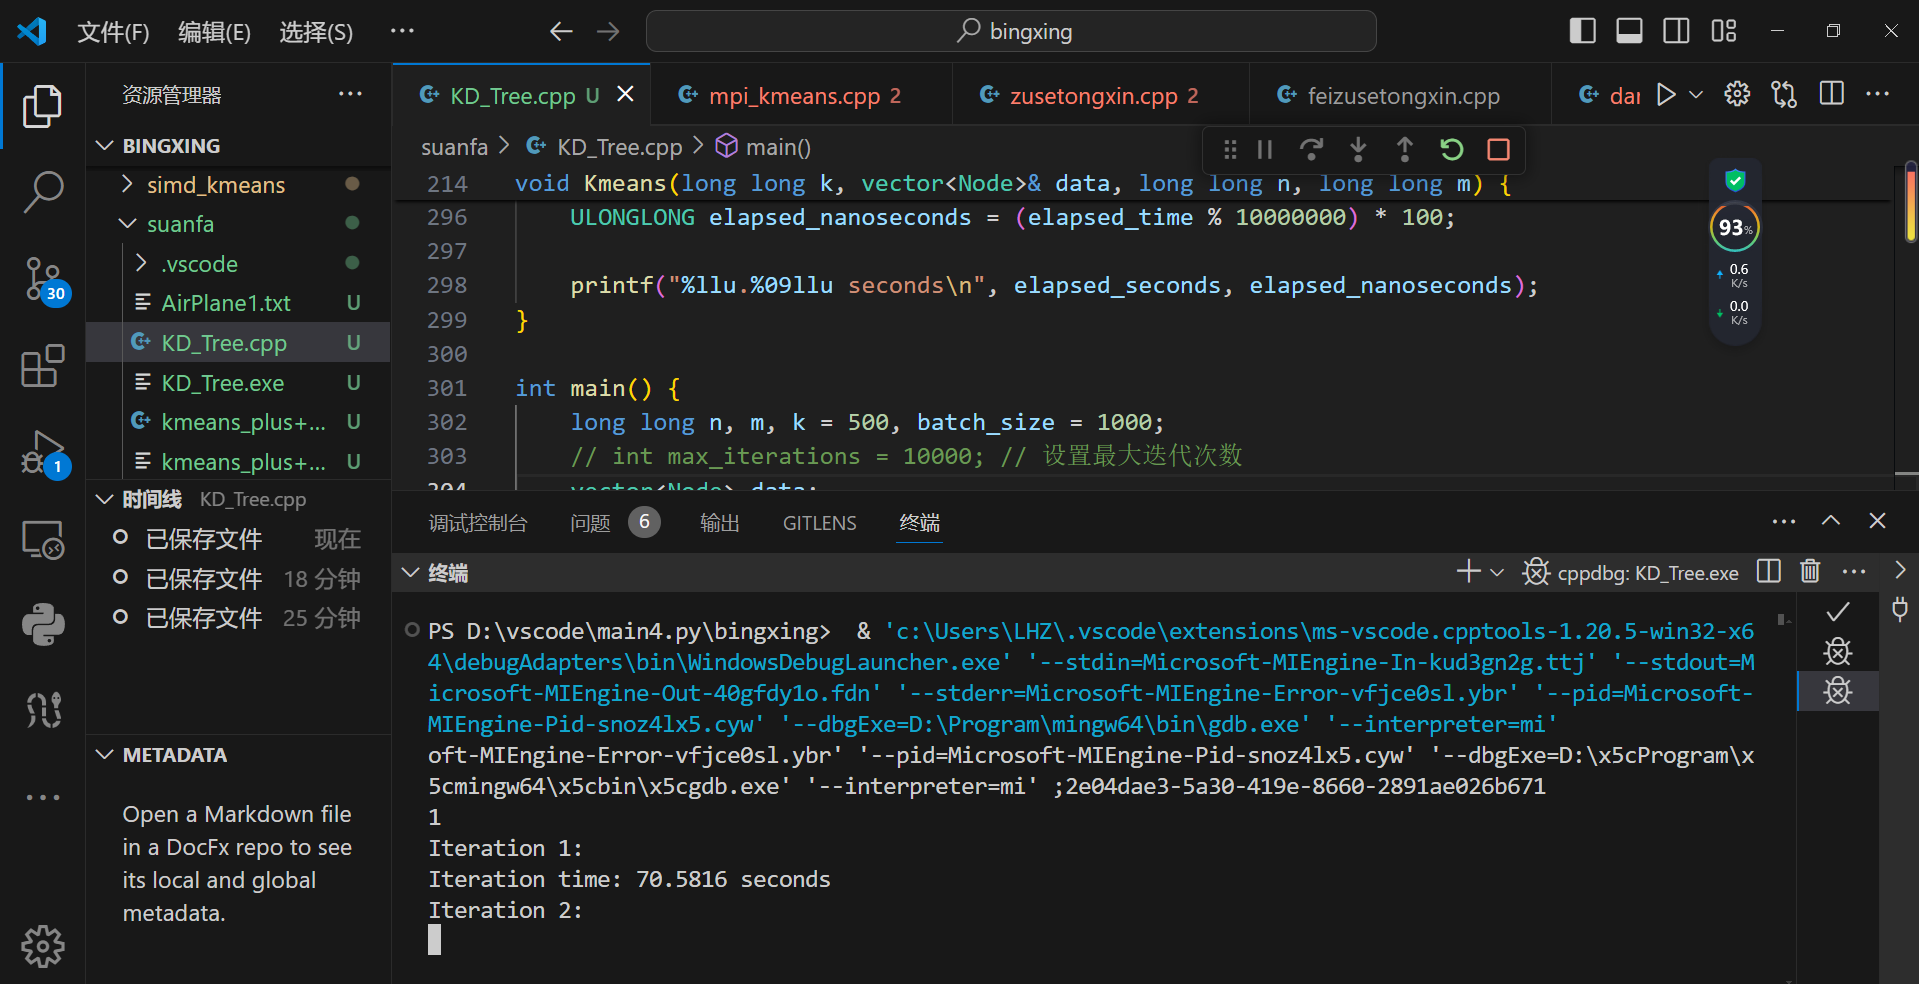 文件(F) 编辑(E) 选择(S) ··· bingxing
资源管理器 ···
BINGXING
simd_kmeans
suanfa
.vscode
AirPlane1.txt U
KD_Tree.cpp U
KD_Tree.exe U
kmeans_plus+... U
kmeans_plus+... U
30
1
时间线 KD_Tree.cpp
已保存文件 现在
已保存文件 18 分钟
已保存文件 25 分钟
METADATA
Open a Markdown file
in a DocFx repo to see
its local and global
metadata.
KD_Tree.cpp U mpi_kmeans.cpp 2 zusetongxin.cpp 2 feizusetongxin.cpp dar
suanfa > KD_Tree.cpp > main()
214 void Kmeans(long long k, vector<Node>& data, long long n, long long m) {
296 ULONGLONG elapsed_nanoseconds = (elapsed_time % 10000000) * 100;
297
298 printf("%llu.%09llu seconds\n", elapsed_seconds, elapsed_nanoseconds);
299 }
300
301 int main() {
302 long long n, m, k = 500, batch_size = 1000;
303 // int max_iterations = 10000; // 设置最大迭代次数
304 vector<Node> data;
93%
0.6
K/s
0.0
K/s
调试控制台 问题 6 输出 GITLENS 终端
终端 cppdbg: KD_Tree.exe
PS D:\vscode\main4.py\bingxing>  & 'c:\Users\LHZ\.vscode\extensions\ms-vscode.cpptools-1.20.5-win32-x6
4\debugAdapters\bin\WindowsDebugLauncher.exe' '--stdin=Microsoft-MIEngine-In-kud3gn2g.ttj' '--stdout=M
icrosoft-MIEngine-Out-40gfdy1o.fdn' '--stderr=Microsoft-MIEngine-Error-vfjce0sl.ybr' '--pid=Microsoft-
MIEngine-Pid-snoz4lx5.cyw' '--dbgExe=D:\Program\mingw64\bin\gdb.exe' '--interpreter=mi'
oft-MIEngine-Error-vfjce0sl.ybr' '--pid=Microsoft-MIEngine-Pid-snoz4lx5.cyw' '--dbgExe=D:\x5cProgram\x
5cmingw64\x5cbin\x5cgdb.exe' '--interpreter=mi' ;2e04dae3-5a30-419e-8660-2891ae026b671
1
Iteration 1:
Iteration time: 70.5816 seconds
Iteration 2: